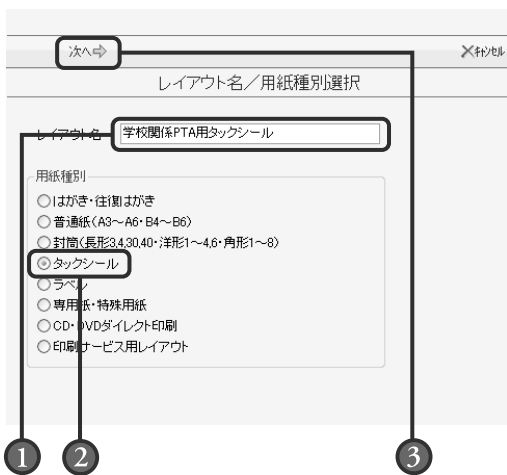 次へ
キャンセル
レイアウト名／用紙種別選択
レイアウト名 学校関係PTA用タックシール
用紙種別
はがき・往復はがき
普通紙(A3～A6・B4～B6)
封筒(長形3,4,30,40・洋形1～4,6・角形1～8)
タックシール
ラベル
専用紙・特殊用紙
CD・DVDダイレクト印刷
印刷サービス用レイアウト
1 2 3